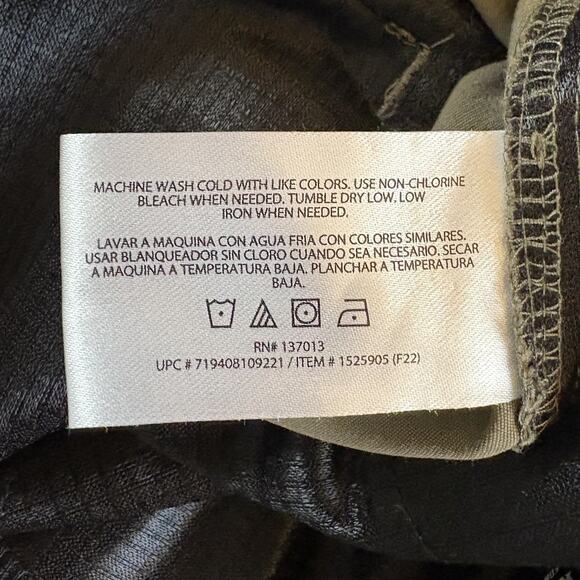 MACHINE WASH COLD WITH LIKE COLORS. USE NON-CHLORINE
BLEACH WHEN NEEDED. TUMBLE DRY LOW. LOW
IRON WHEN NEEDED.
LAVAR A MAQUINA CON AGUA FRIA CON COLORES SIMILARES.
USAR BLANQUEADOR SIN CLORO CUANDO SEA NECESARIO. SECAR
A MAQUINA A TEMPERATURA BAJA. PLANCHAR A TEMPERATURA
BAJA.
RN# 137013
UPC # 719408109221 / ITEM # 1525905 (F22)